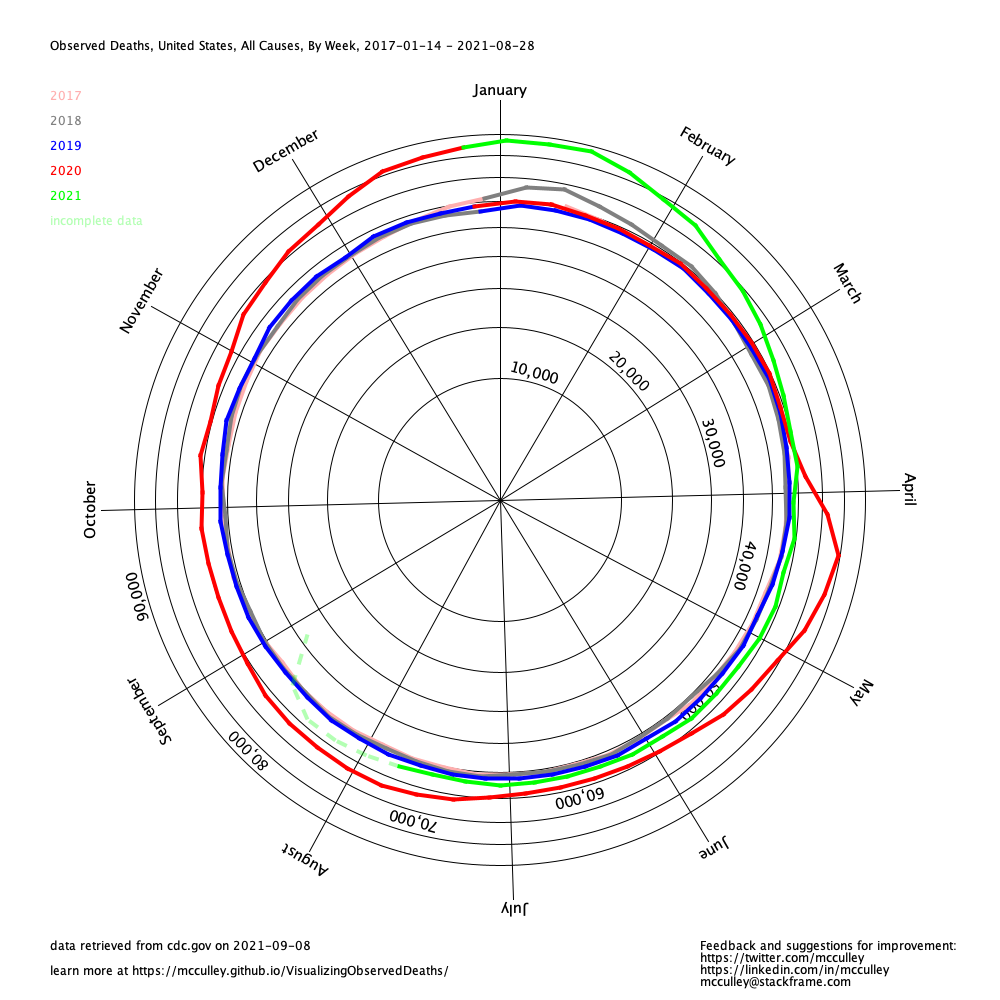 Observed Deaths, United States, All Causes, By Week, 2017-01-14 - 2021-08-28
2017
2018
2019
2020
2021
incomplete data
January
February
March
April
May
June
July
August
September
October
November
December
10,000
20,000
30,000
40,000
50,000
60,000
70,000
80,000
90,000
data retrieved from cdc.gov on 2021-09-08
learn more at https://mcculley.github.io/VisualizingObservedDeaths/
Feedback and suggestions for improvement:
https://twitter.com/mcculley
https://linkedin.com/in/mcculley
mcculley@stackframe.com